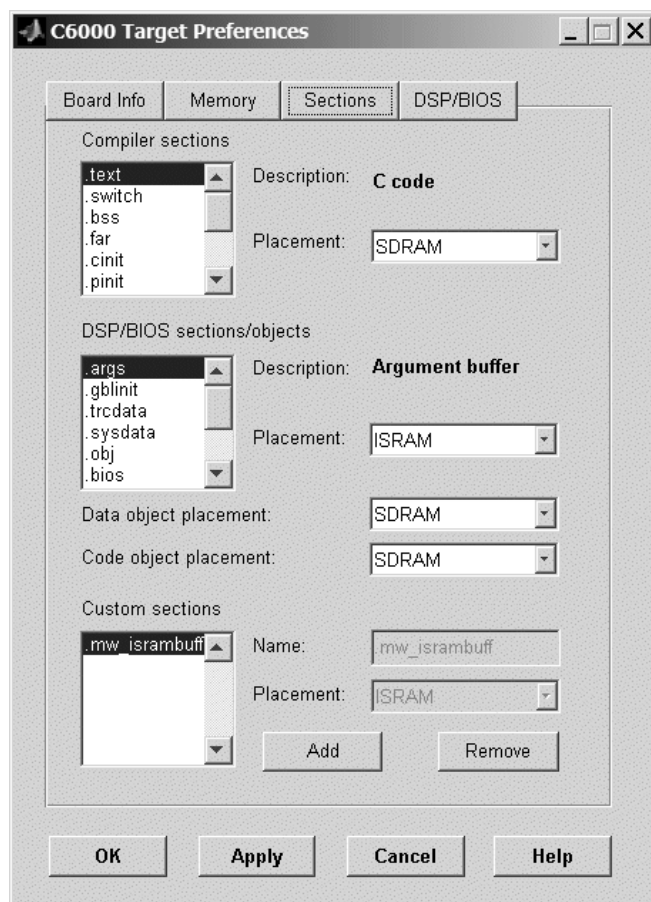 C6000 Target Preferences
Board Info Memory Sections DSP/BIOS
Compiler sections
.text
.switch
.bss
.far
.cinit
.pinit
Description: C code
Placement: SDRAM
DSP/BIOS sections/objects
.args
.gblinit
.trcdata
.sysdata
.obj
.bios
Description: Argument buffer
Placement: ISRAM
Data object placement: SDRAM
Code object placement: SDRAM
Custom sections
.mw_isrambuff
Name: .mw_isrambuff
Placement: ISRAM
Add Remove
OK Apply Cancel Help